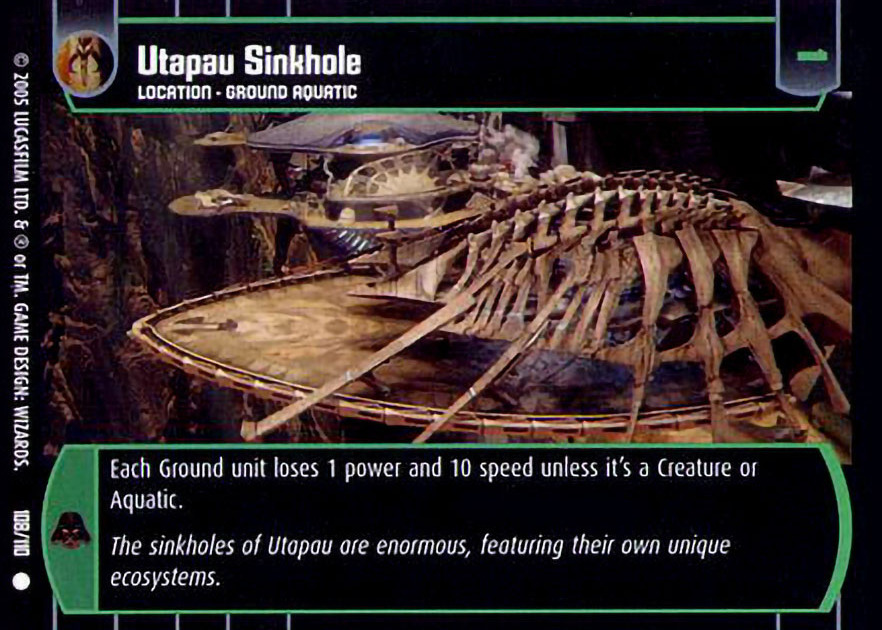 Utapau Sinkhole
LOCATION - GROUND AQUATIC
Each Ground unit loses 1 power and 10 speed unless it's a Creature or
Aquatic.
The sinkholes of Utapau are enormous, featuring their own unique
ecosystems.
© 2005 LUCASFILM LTD. & ® or TM. GAME DESIGN: WIZARDS.
108/110